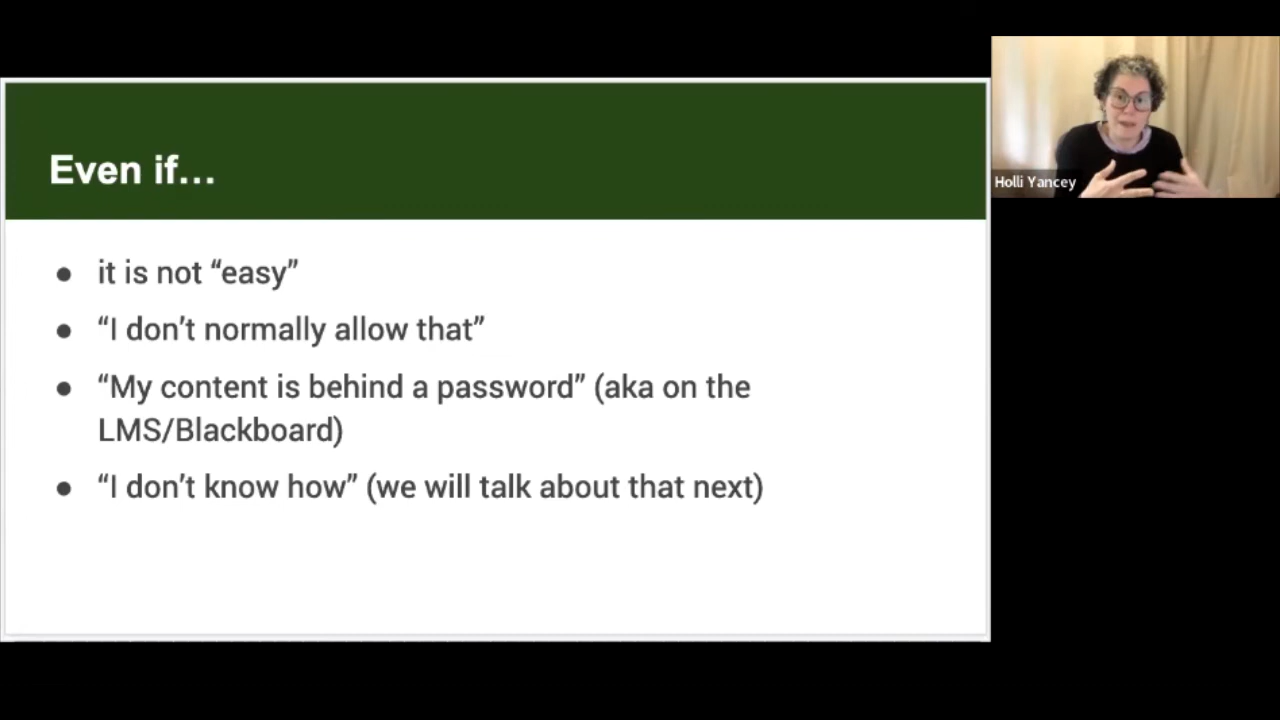 Even if…
● it is not “easy”
● “I don’t normally allow that”
● “My content is behind a password” (aka on the
LMS/Blackboard)
● “I don’t know how” (we will talk about that next)
Holli Yancey